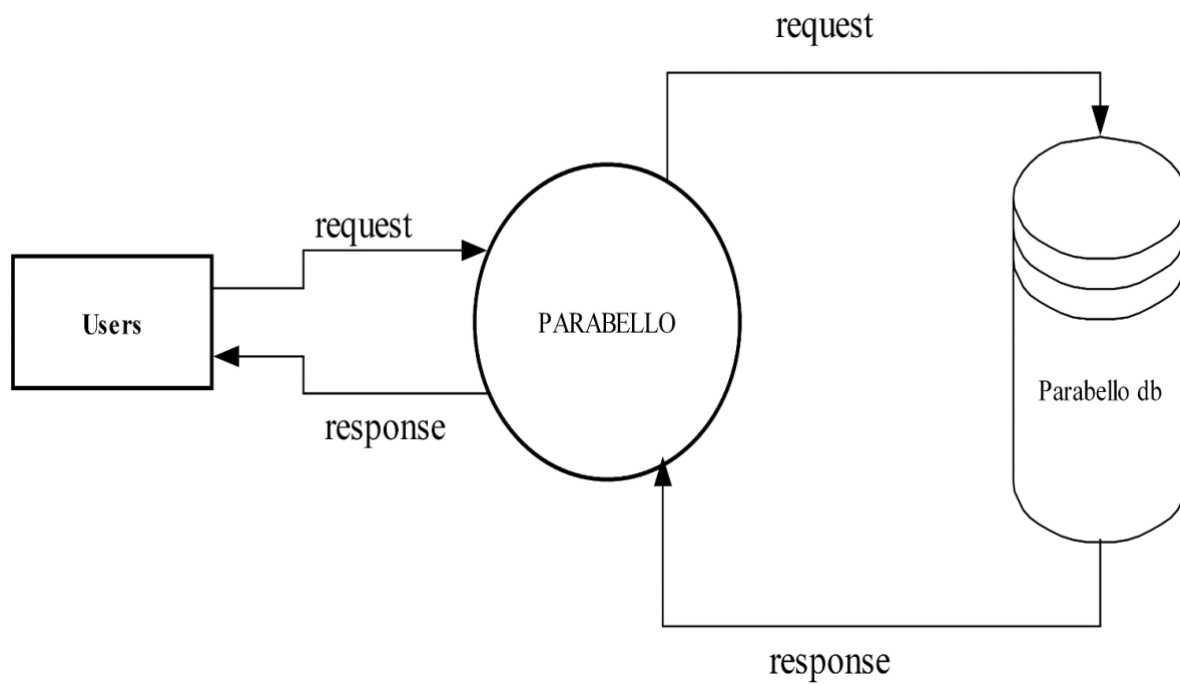 request
request
Users
PARABELLO
Parabello db
response
response